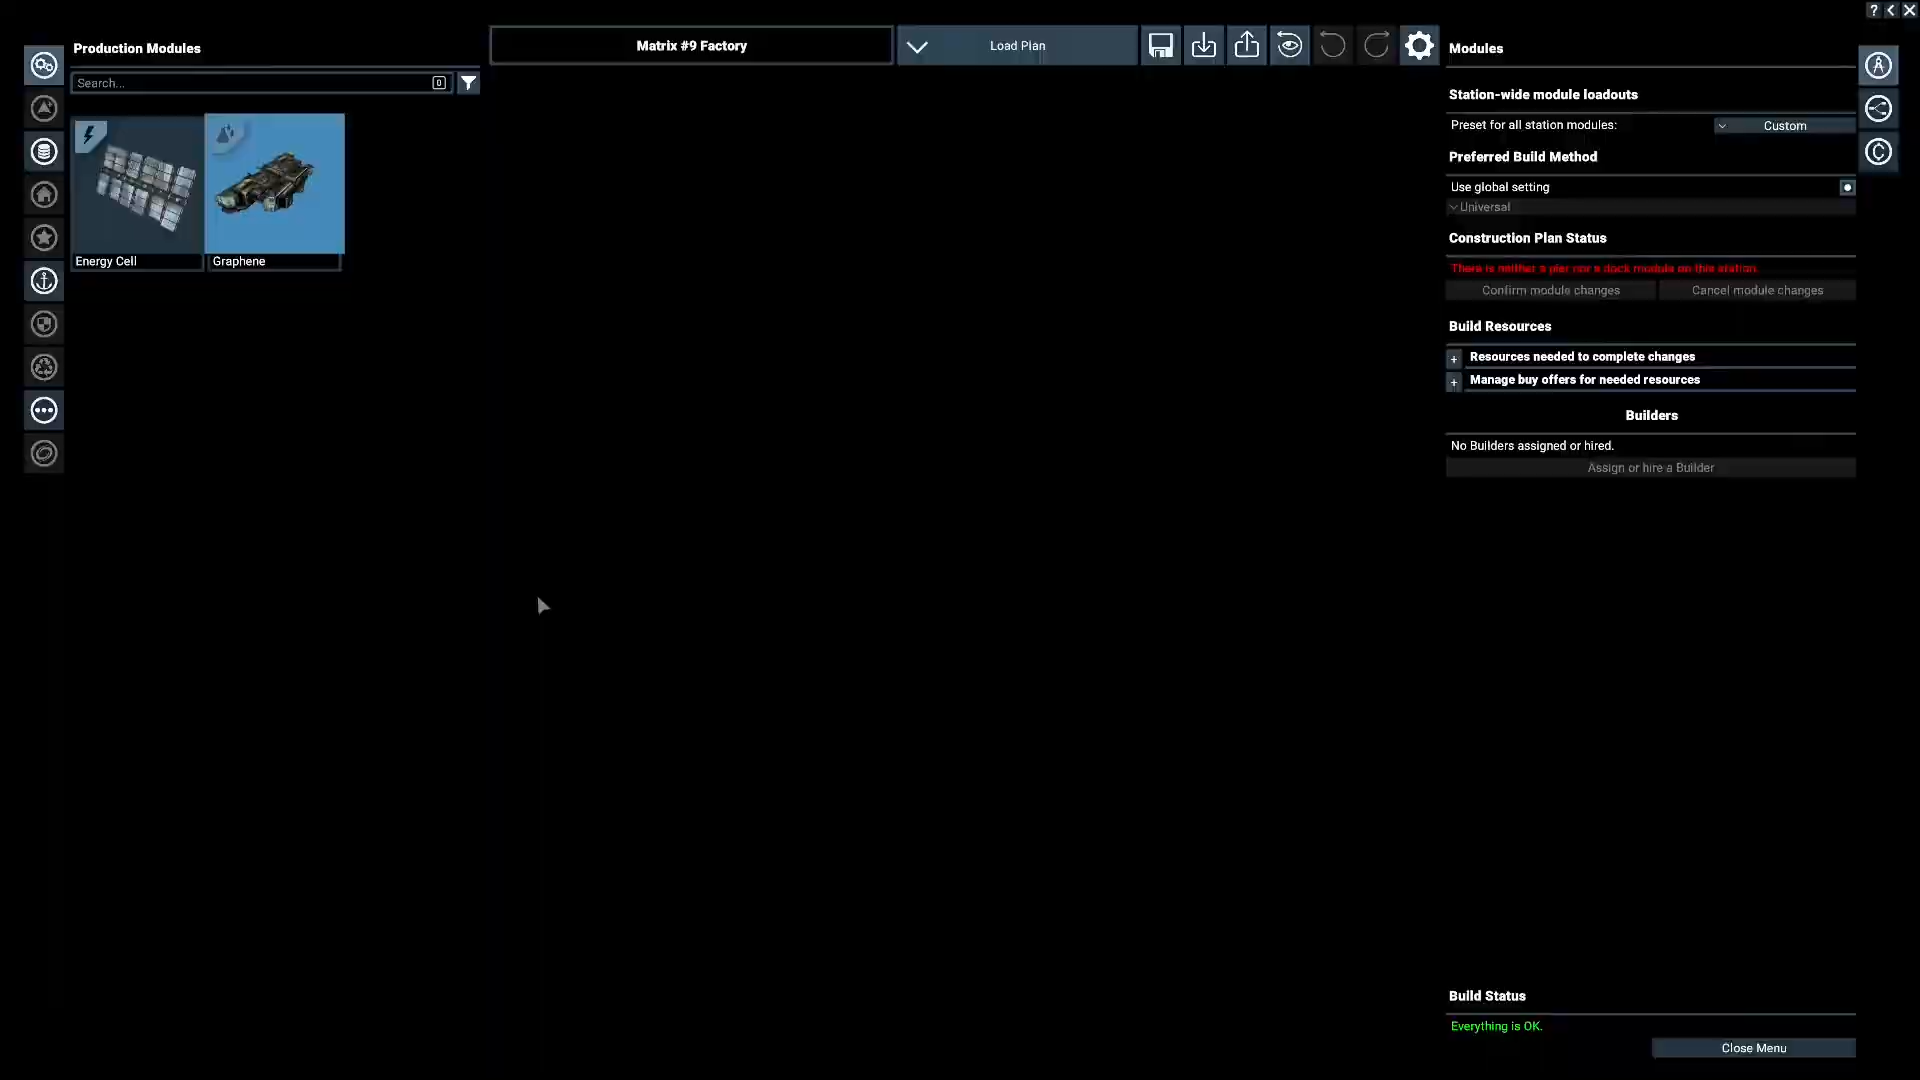 Production Modules
Search...
0
Energy Cell
Graphene
Matrix #9 Factory
Load Plan
? < X
Modules
Station-wide module loadouts
Preset for all station modules:
Custom
Preferred Build Method
Use global setting
Universal
Construction Plan Status
There is neither a pier nor a dock module on this station.
Confirm module changes
Cancel module changes
Build Resources
+ Resources needed to complete changes
+ Manage buy offers for needed resources
Builders
No Builders assigned or hired.
Assign or hire a Builder
Build Status
Everything is OK.
Close Menu